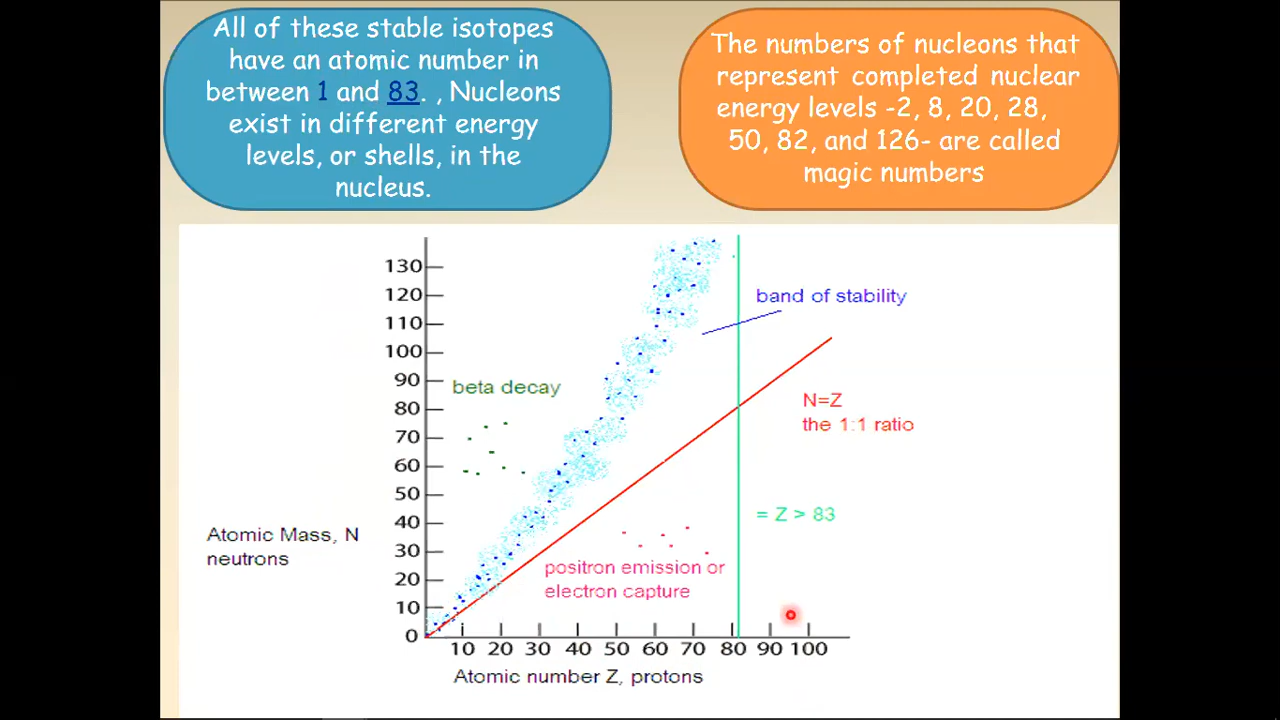 All of these stable isotopes
have an atomic number in
between 1 and 83. , Nucleons
exist in different energy
levels, or shells, in the
nucleus.
The numbers of nucleons that
represent completed nuclear
energy levels -2, 8, 20, 28,
50, 82, and 126- are called
magic numbers
130
120
110
100
90
80
70
60
50
40
30
20
10
0
band of stability
beta decay
N=Z
the 1:1 ratio
= Z > 83
Atomic Mass, N
neutrons
positron emission or
electron capture
10 20 30 40 50 60 70 80 90 100
Atomic number Z, protons